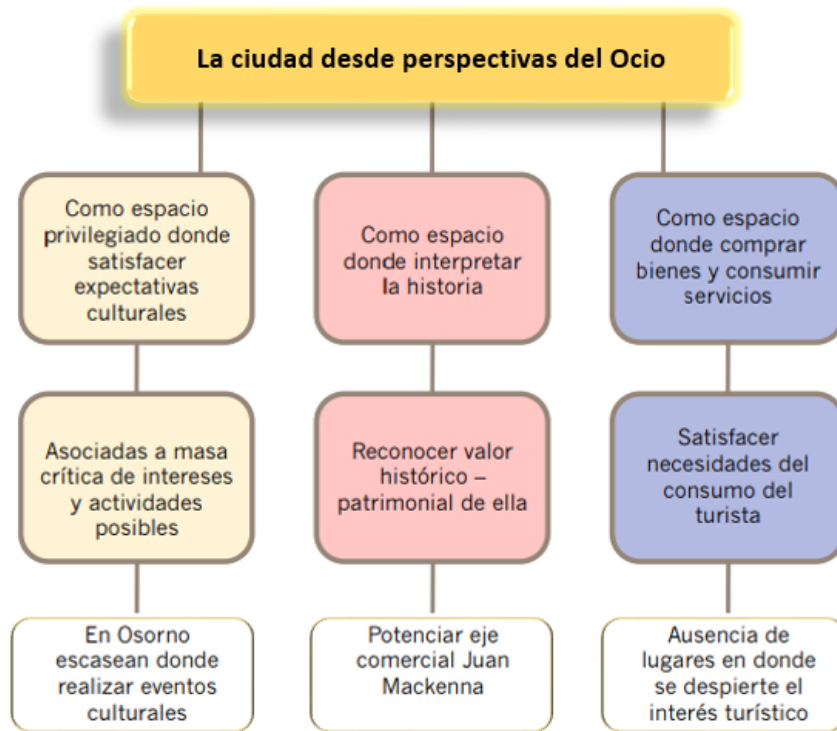 La ciudad desde perspectivas del Ocio
Como espacio
privilegiado donde
satisfacer
expectativas
culturales
Asociadas a masa
crítica de intereses
y actividades
posibles
En Osorno
escasean donde
realizar eventos
culturales
Como espacio
donde interpretar
la historia
Reconocer valor
histórico –
patrimonial de ella
Potenciar eje
comercial Juan
Mackenna
Como espacio
donde comprar
bienes y consumir
servicios
Satisfacer
necesidades del
consumo del
turista
Ausencia de
lugares en donde
se despierte el
interés turístico